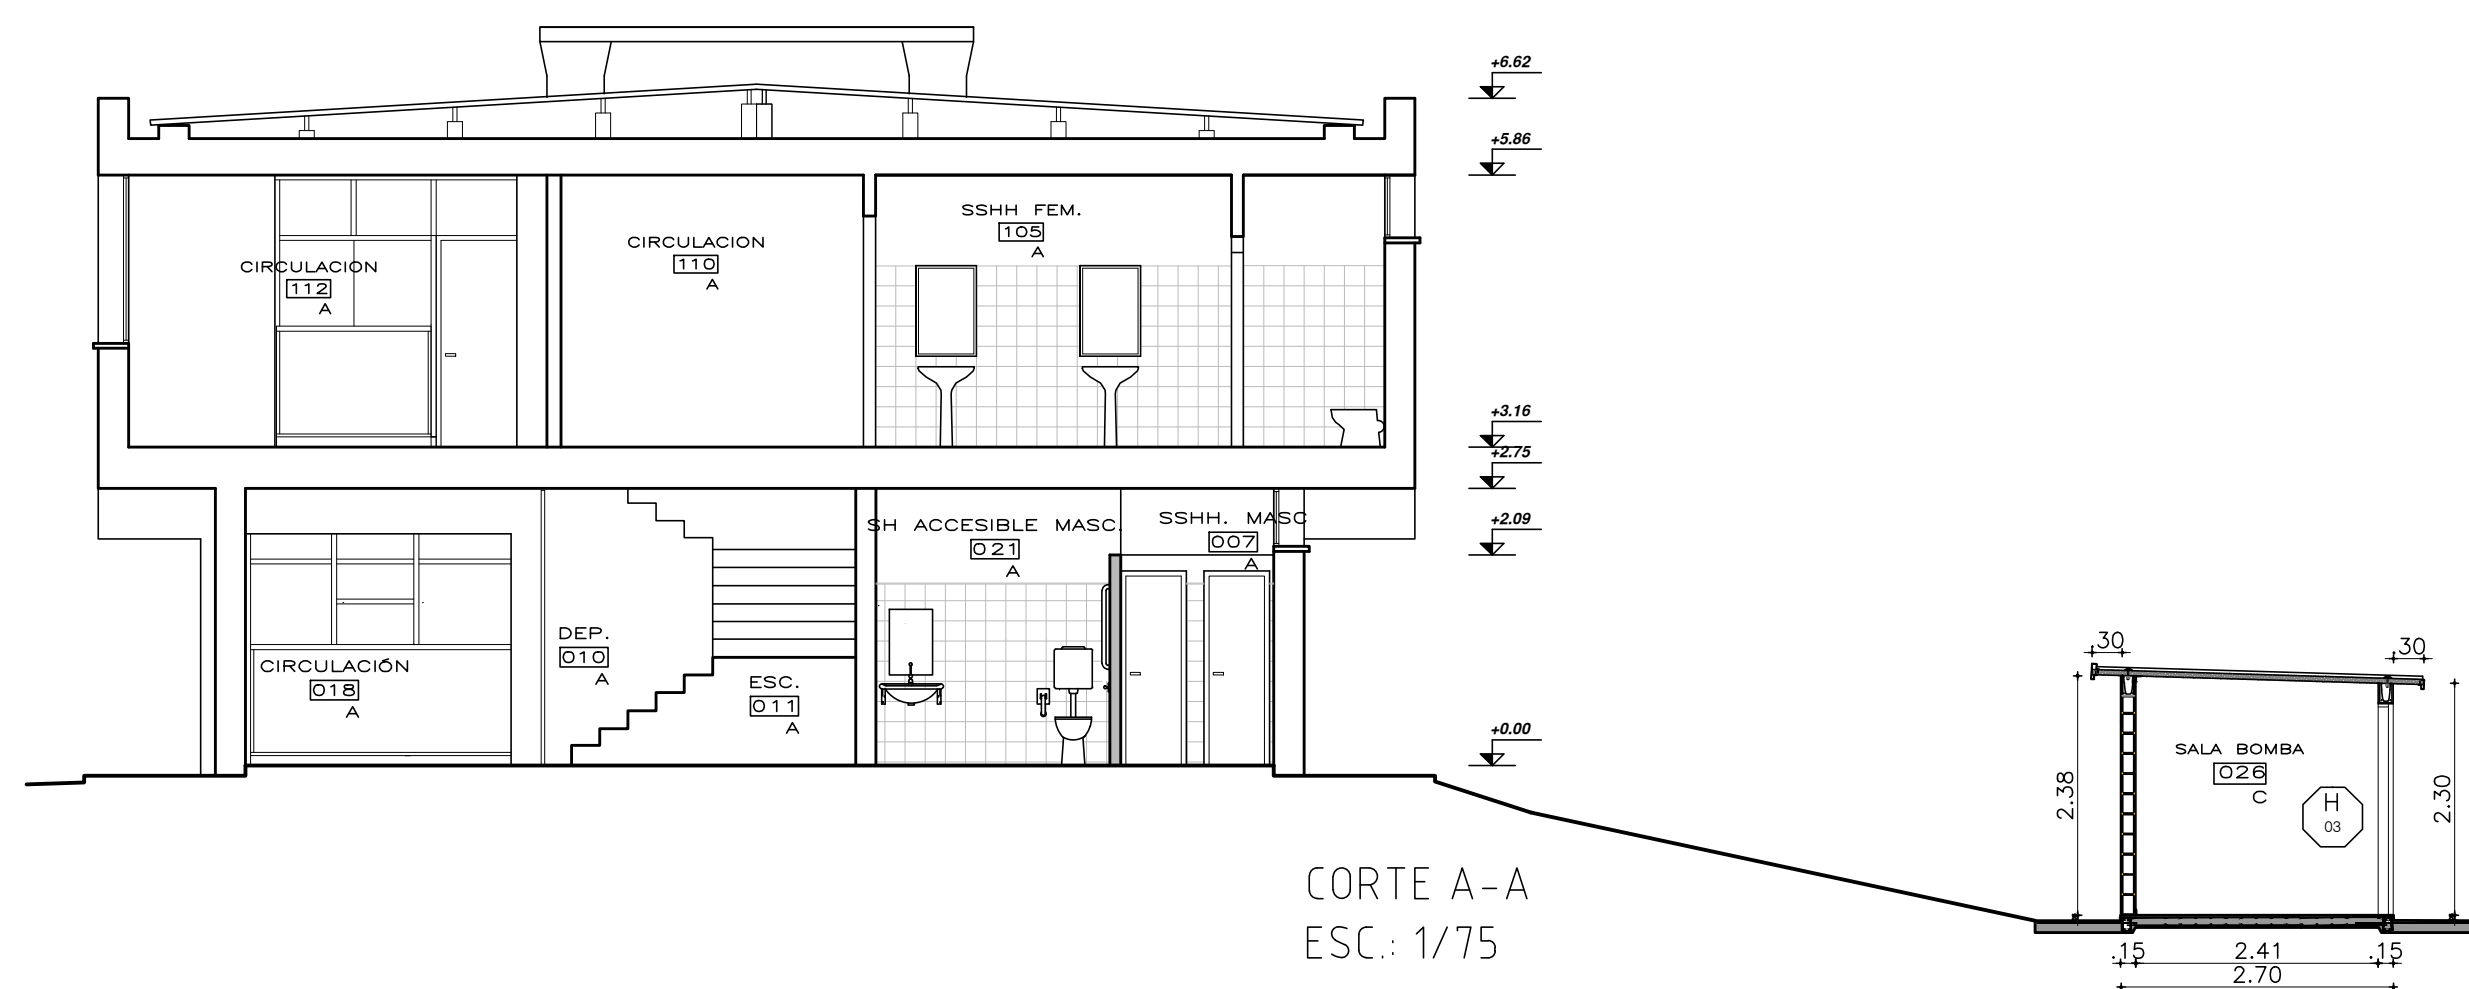 +6.62
+5.86
SSHH FEM.
105
A
CIRCULACION
110
A
CIRCULACION
112
A
+3.16
+2.75
+2.09
SH ACCESIBLE MASC.
021
A
SSHH. MASC
007
A
DEP.
010
A
CIRCULACIÓN
018
A
ESC.
011
A
+0.00
.30
.30
SALA BOMBA
026
C
H
03
2.38
2.30
CORTE A-A
ESC.: 1/75
.15
2.41
.15
2.70